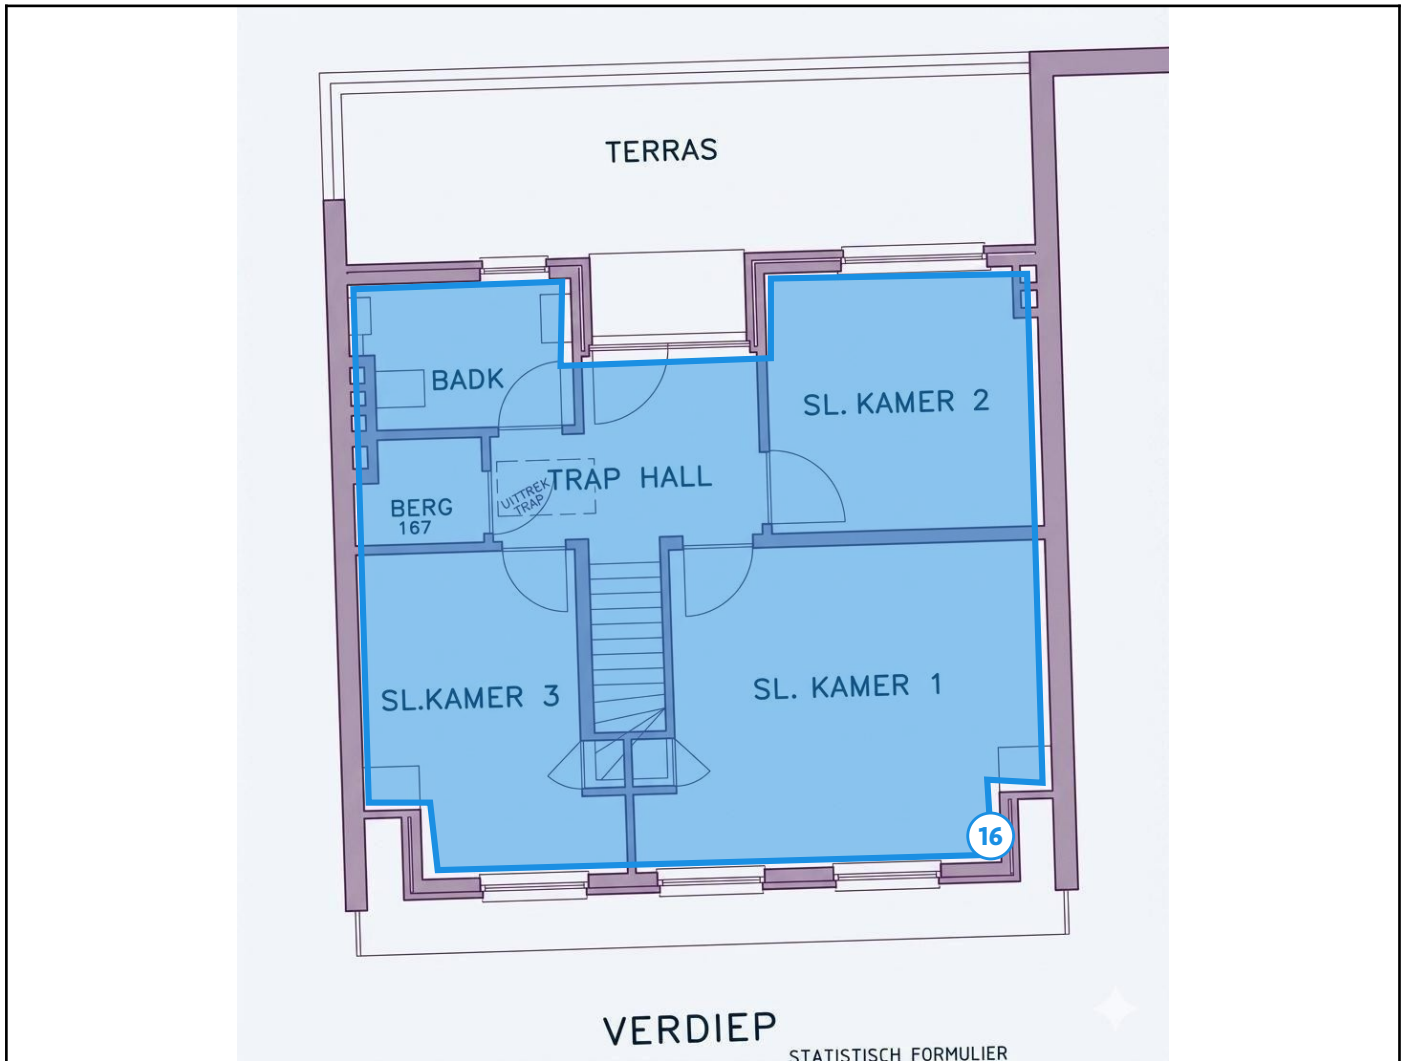 TERRAS
BADK
SL. KAMER 2
TRAP HALL
UITTREK
TRAP
BERG
167
SL.KAMER 3
SL. KAMER 1
16
VERDIEP
STATISTISCH FORMULIER